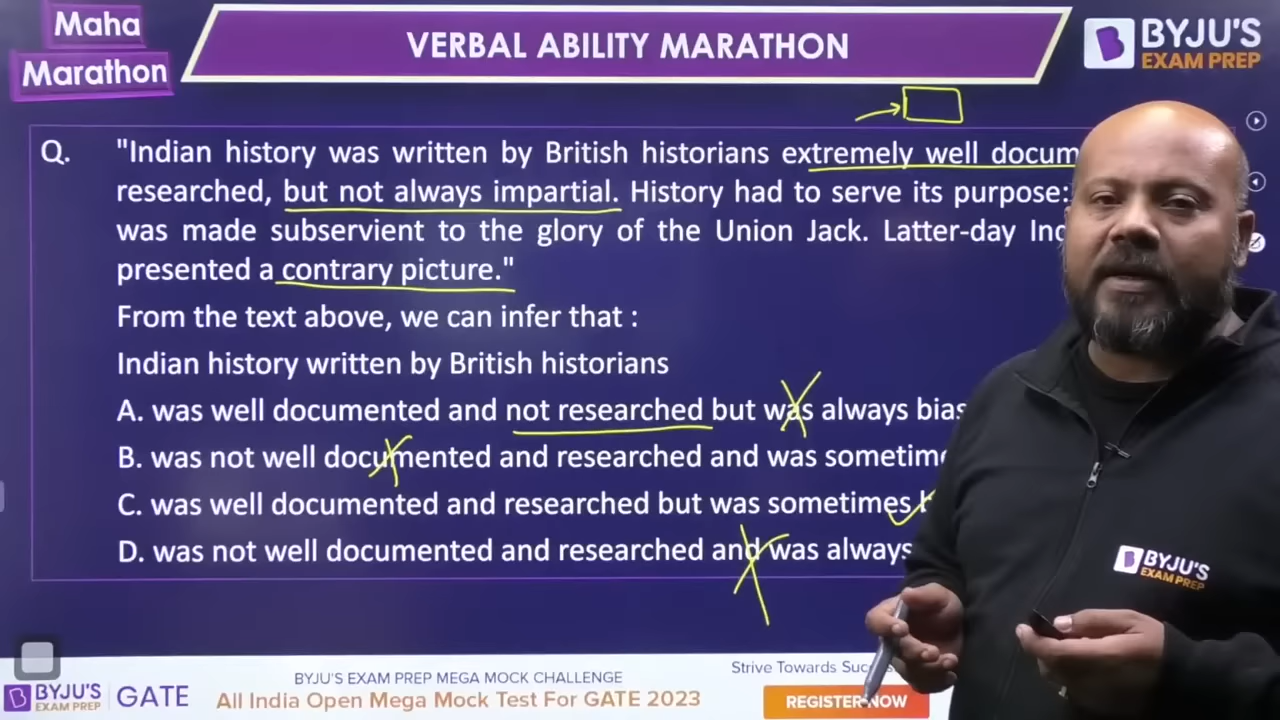 Maha
Marathon
VERBAL ABILITY MARATHON
BYJU'S
EXAM PREP
Q. "Indian history was written by British historians extremely well
researched, but not always impartial. History had to serve its purpose:
was made subservient to the glory of the Union Jack. Latter-day
presented a contrary picture."
From the text above, we can infer that :
Indian history written by British historians
A. was well documented and not researched but was always
B. was not well documented and researched and was
C. was well documented and researched but was sometimes
D. was not well documented and researched and was always
BYJU'S
EXAM PREP
BYJU'S
EXAM PREP
GATE
BYJU'S EXAM PREP MEGA MOCK CHALLENGE
All India Open Mega Mock Test For GATE 2023
Strive Towards
REGISTER NOW